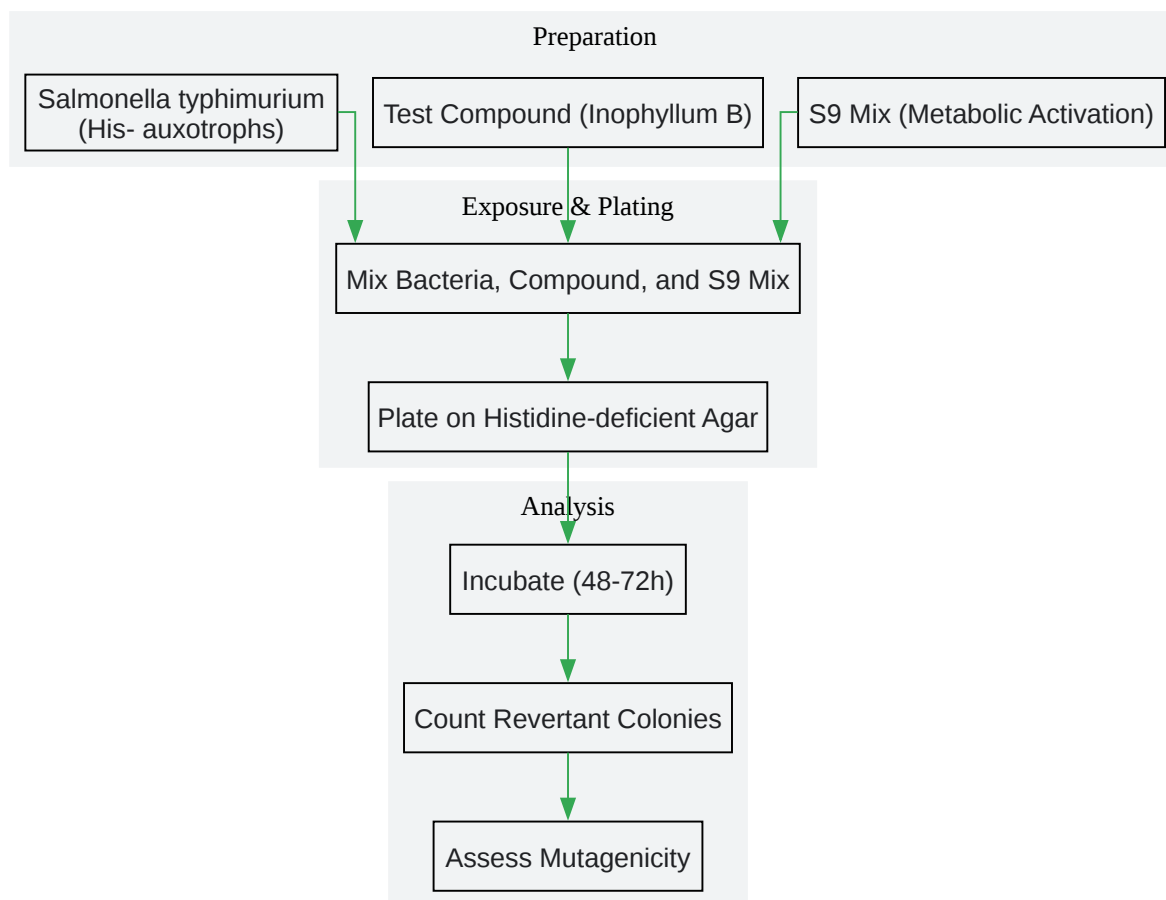 Preparation
Salmonella typhimurium
(His- auxotrophs)
Test Compound (Inophyllum B)
S9 Mix (Metabolic Activation)
Exposure & Plating
Mix Bacteria, Compound, and S9 Mix
Plate on Histidine-deficient Agar
Analysis
Incubate (48-72h)
Count Revertant Colonies
Assess Mutagenicity